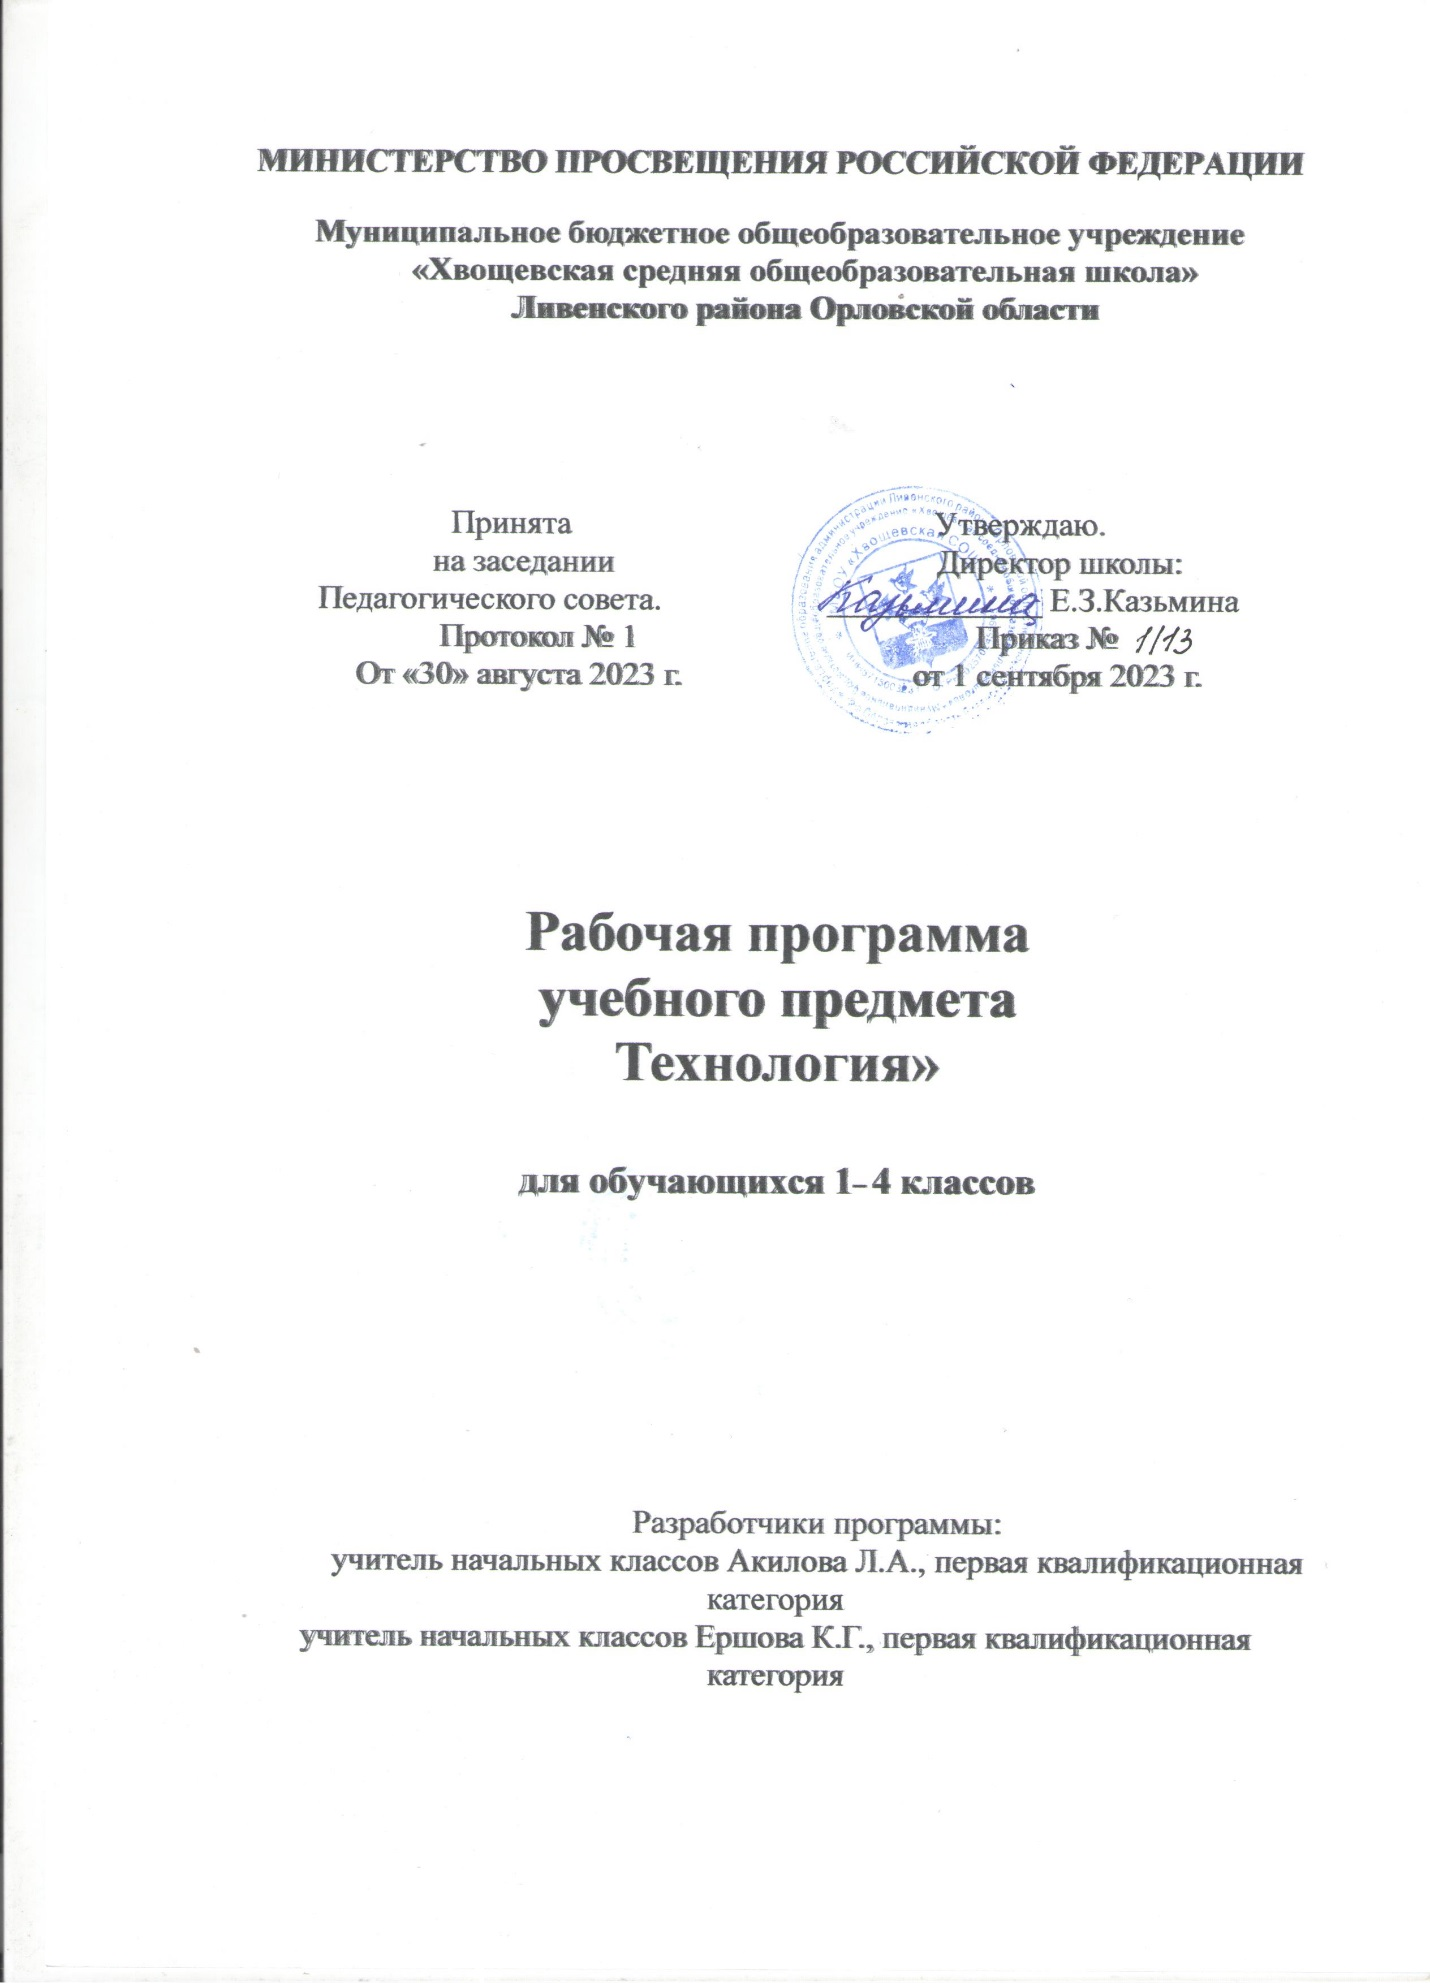 МИНИСТЕРСТВО ПРОСВЕЩЕНИЯ РОССИЙСКОЙ ФЕДЕРАЦИИ
Муниципальное бюджетное общеобразовательное учреждение
«Хвощевская средняя общеобразовательная школа»
Ливенского района Орловской области
Принята
на заседании
Педагогического совета.
Протокол № 1
От «30» августа 2023 г.
Утверждаю.
Директор школы:
Казьмина Е.З.Казьмина
Приказ № 1/13
от 1 сентября 2023 г.
«Хвощевская СОШ
Рабочая программа
учебного предмета
Технология»
для обучающихся 1– 4 классов
Разработчики программы:
учитель начальных классов Акилова Л.А., первая квалификационная
категория
учитель начальных классов Ершова К.Г., первая квалификационная
категория